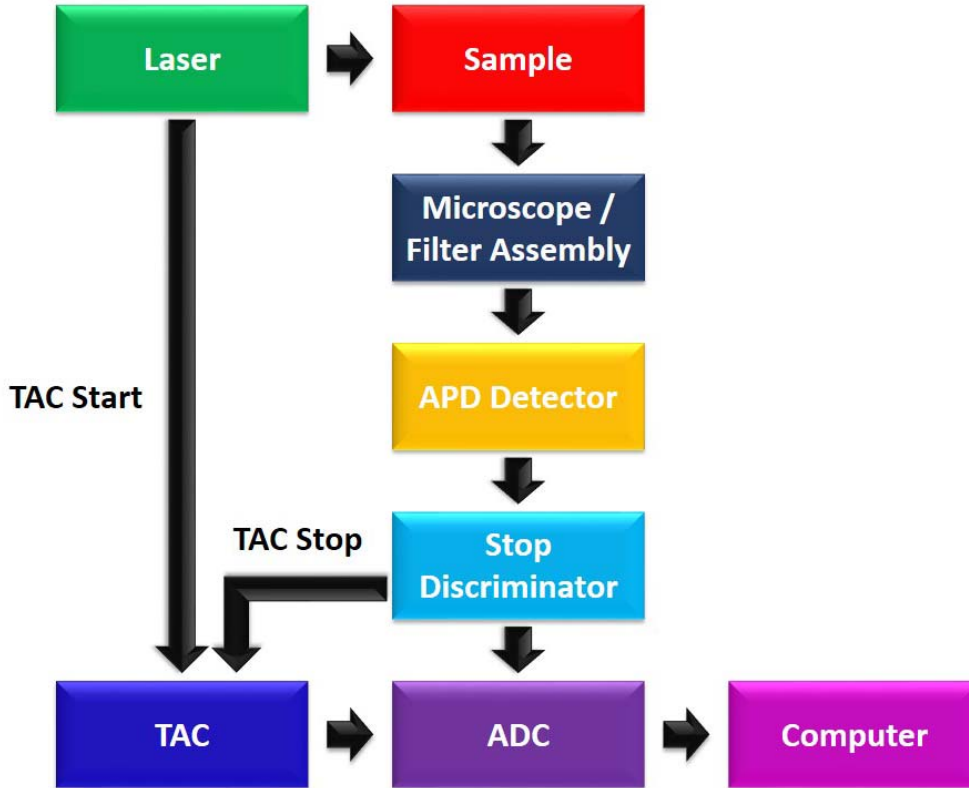 Laser
Sample
Microscope /
Filter Assembly
APD Detector
TAC Start
TAC Stop
Stop
Discriminator
TAC
ADC
Computer